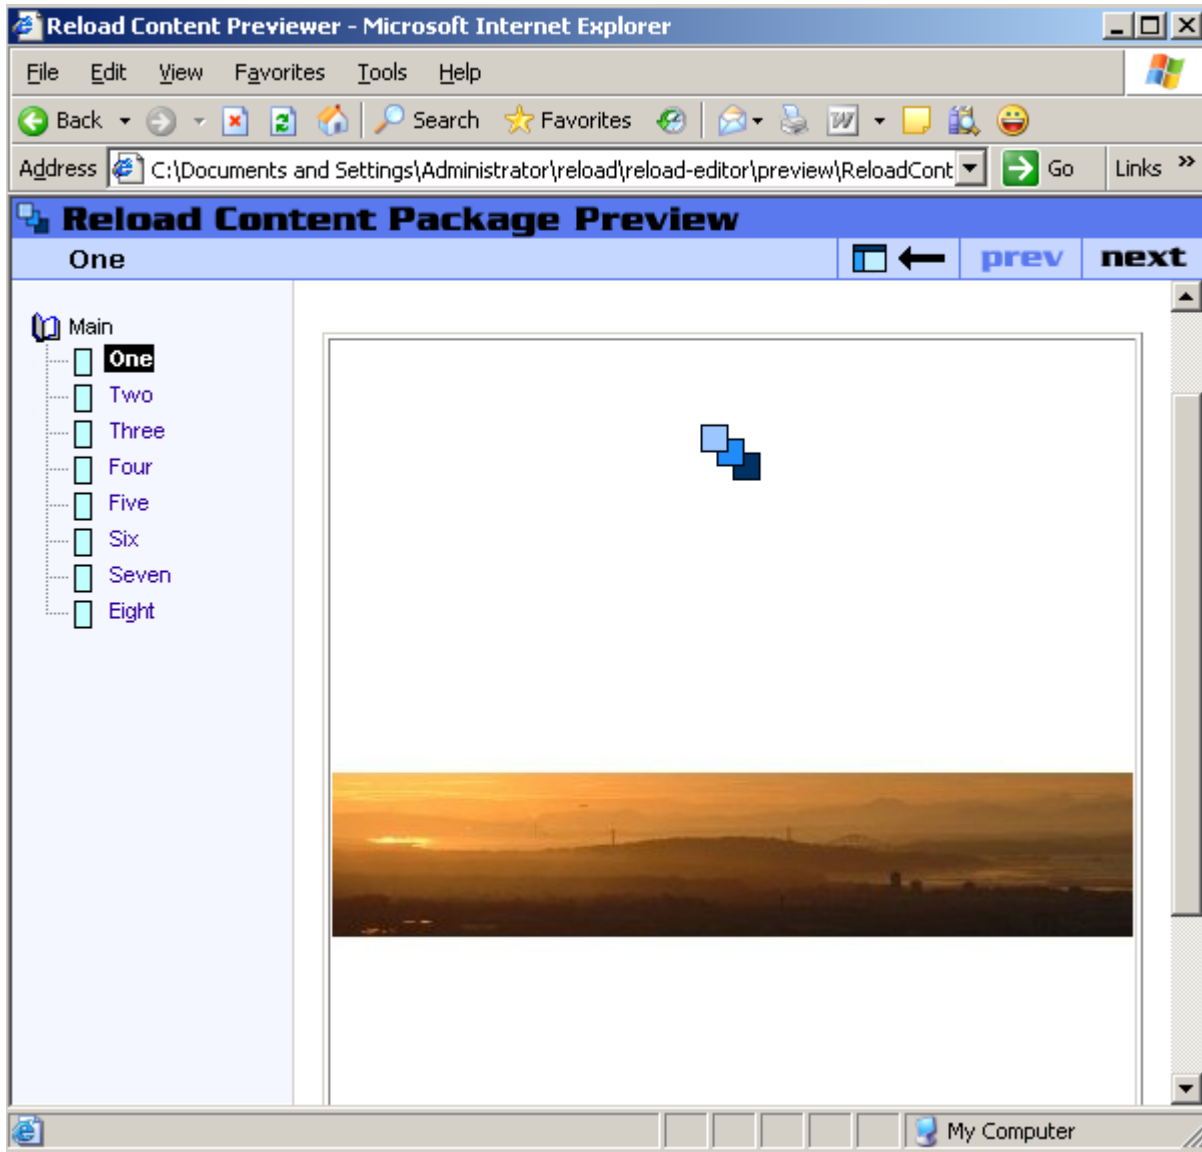 Reload Content Previewer - Microsoft Internet Explorer
File Edit View Favorites Tools Help
Back Search Favorites W
Address C:\Documents and Settings\Administrator\reload\reload-editor\preview\ReloadCont Go Links »
Reload Content Package Preview
One prev next
Main
One
Two
Three
Four
Five
Six
Seven
Eight
My Computer